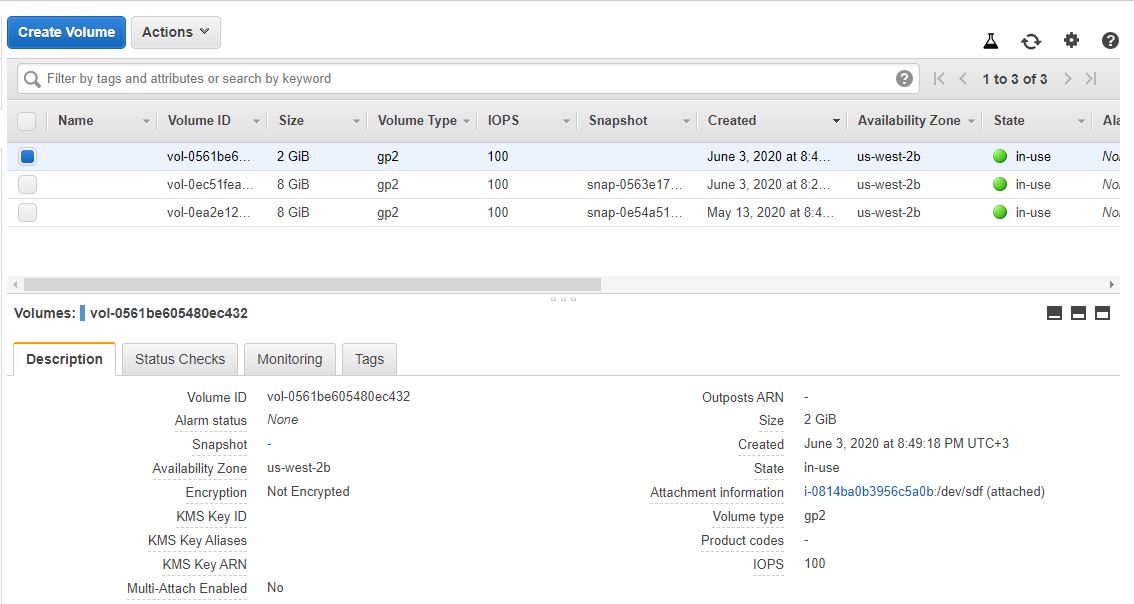 Create Volume Actions
Filter by tags and attributes or search by keyword 1 to 3 of 3
Name Volume ID Size Volume Type IOPS Snapshot Created Availability Zone State Ala
vol-0561be6... 2 GiB gp2 100 June 3, 2020 at 8:4... us-west-2b in-use No
vol-0ec51fea... 8 GiB gp2 100 snap-0563e17... June 3, 2020 at 8:2... us-west-2b in-use No
vol-0ea2e12... 8 GiB gp2 100 snap-0e54a51... May 13, 2020 at 8:4... us-west-2b in-use No
Volumes: vol-0561be605480ec432
Description Status Checks Monitoring Tags
Volume ID vol-0561be605480ec432 Outposts ARN -
Alarm status None Size 2 GiB
Snapshot - Created June 3, 2020 at 8:49:18 PM UTC+3
Availability Zone us-west-2b State in-use
Encryption Not Encrypted Attachment information i-0814ba0b3956c5a0b:/dev/sdf (attached)
KMS Key ID Volume type gp2
KMS Key Aliases Product codes -
KMS Key ARN IOPS 100
Multi-Attach Enabled No